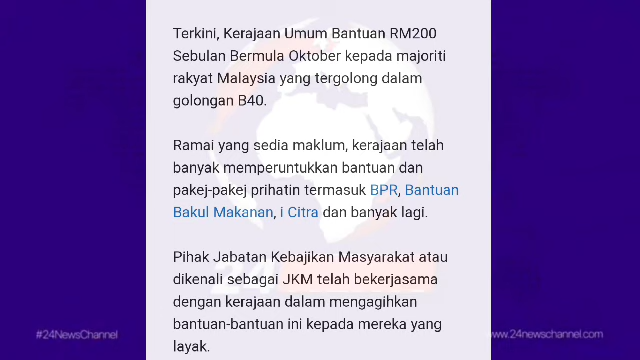 Terkini, Kerajaan Umum Bantuan RM200
Sebulan Bermula Oktober kepada majoriti
rakyat Malaysia yang tergolong dalam
golongan B40.
Ramai yang sedia maklum, kerajaan telah
banyak memperuntukkan bantuan dan
pakej-pakej prihatin termasuk BPR, Bantuan
Bakul Makanan, i Citra dan banyak lagi.
Pihak Jabatan Kebajikan Masyarakat atau
dikenali sebagai JKM telah bekerjasama
dengan kerajaan dalam mengagihkan
bantuan-bantuan ini kepada mereka yang
layak.
#24NewsChannel
www.24newschannel.com